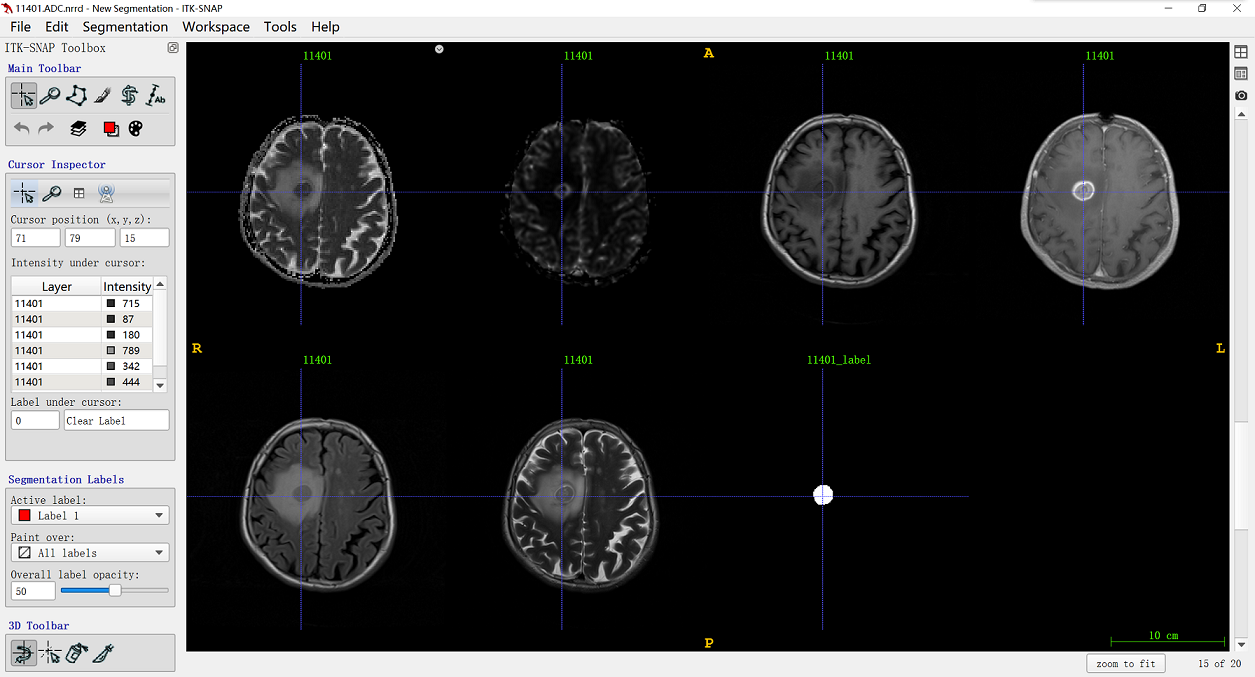 11401.ADC.nrrd - New Segmentation - ITK-SNAP
File Edit Segmentation Workspace Tools Help
ITK-SNAP Toolbox
Main Toolbar
Ab
Cursor Inspector
Cursor position (x,y,z):
71 79 15
Intensity under cursor:
Layer Intensity
11401 715
11401 87
11401 180
11401 789
11401 342
11401 444
Label under cursor:
0 Clear Label
Segmentation Labels
Active label:
Label 1
Paint over:
All labels
Overall label opacity:
50
3D Toolbar
11401 11401 A 11401 11401
R L
11401 11401 11401_label
P
10 cm
zoom to fit 15 of 20